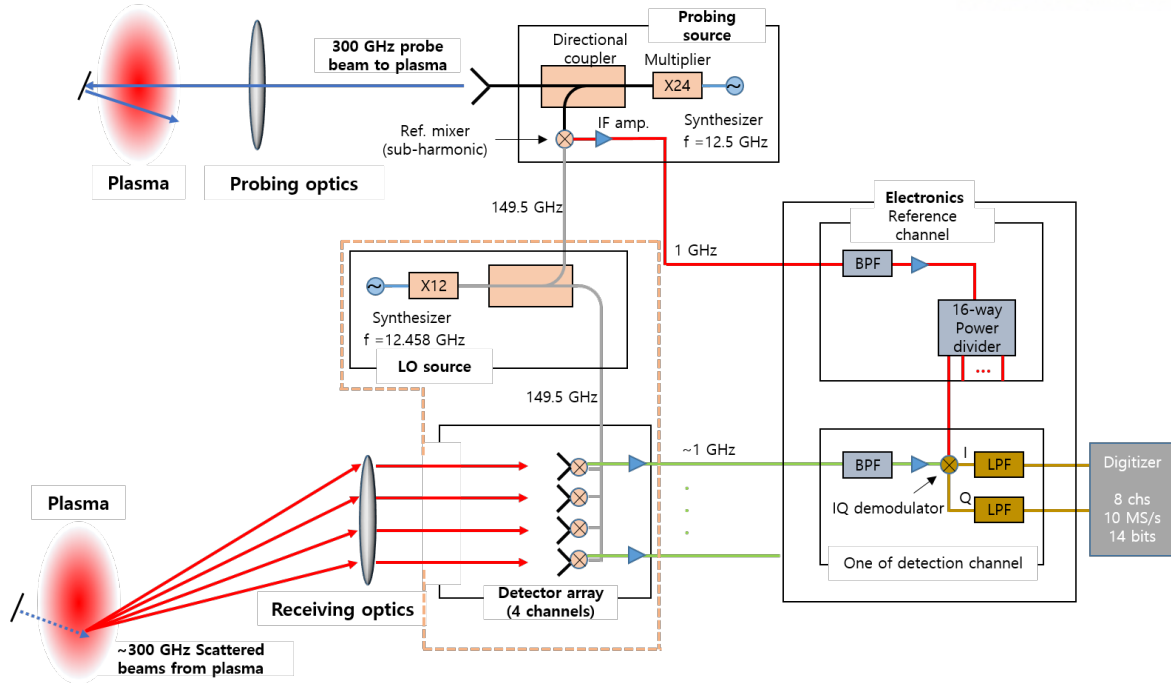 Probing
source
300 GHz probe
beam to plasma
Directional
coupler
Multiplier
X24
IF amp.
Synthesizer
f =12.5 GHz
Ref. mixer
(sub-harmonic)
Plasma
Probing optics
149.5 GHz
1 GHz
Electronics
Reference
channel
BPF
16-way
Power
divider
...
X12
Synthesizer
f =12.458 GHz
LO source
149.5 GHz
~1 GHz
BPF
I
LPF
Q
LPF
IQ demodulator
One of detection channel
Digitizer
8 chs
10 MS/s
14 bits
Plasma
Receiving optics
Detector array
(4 channels)
~300 GHz Scattered
beams from plasma